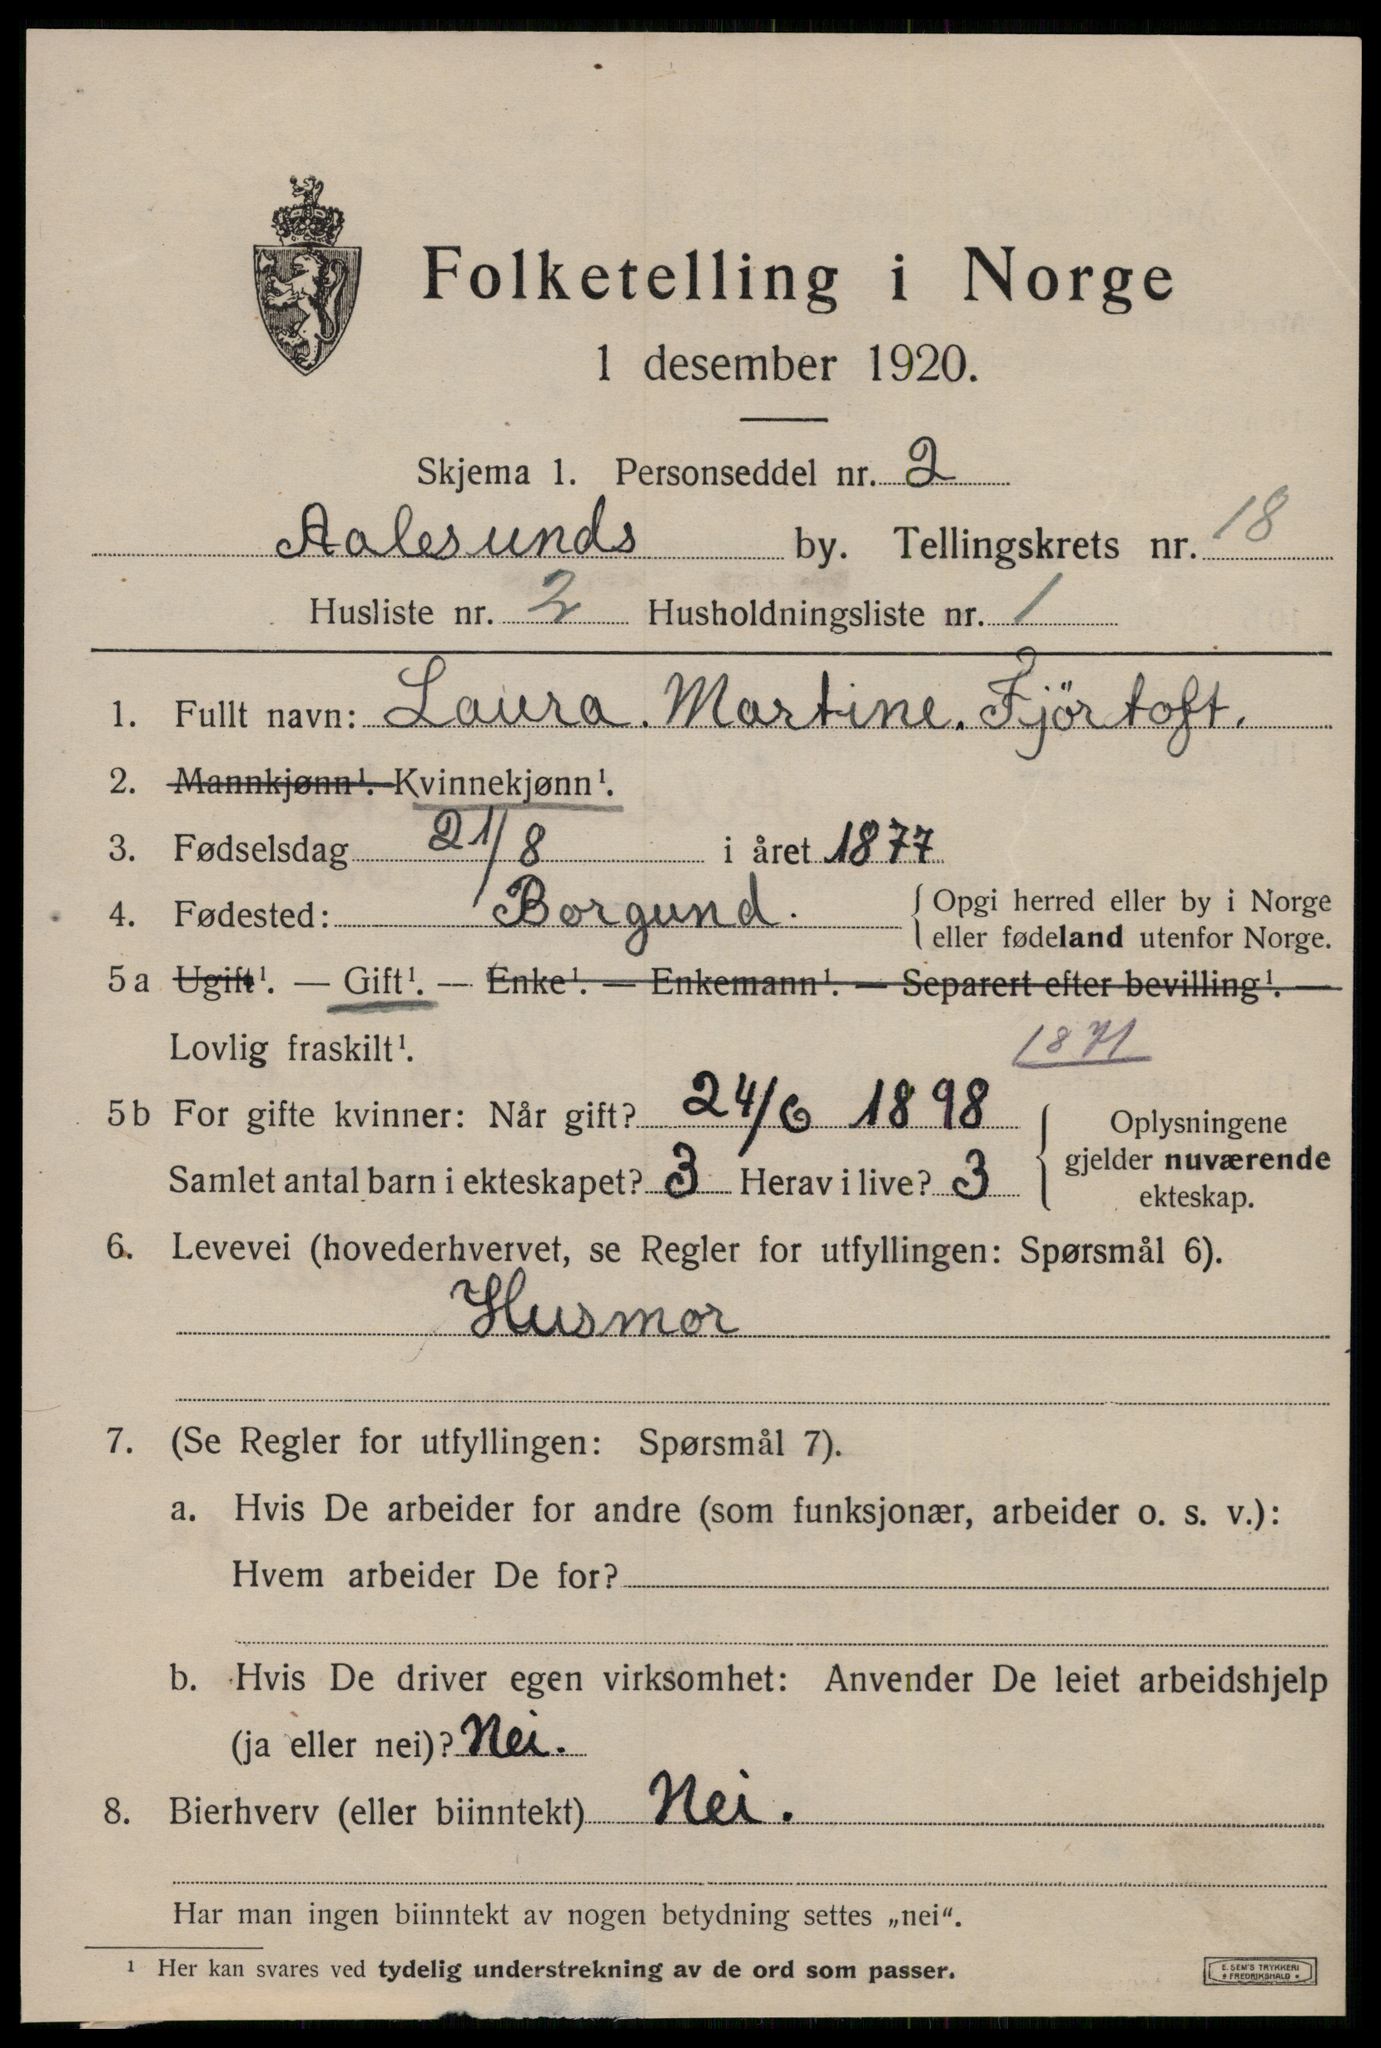 Folketelling i Norge
1 desember 1920.
Skjema 1. Personseddel nr. 2
Aalesunds by. Tellingskrets nr. 18
Husliste nr. 2 Husholdningsliste nr. 1
1. Fullt navn: Laura. Martine. Fjörtoft.
2. Mannkjønn¹. Kvinnekjønn¹.
3. Fødselsdag 21/8 i året 1877
4. Fødested: Borgund. { Opgi herred eller by i Norge
eller fødeland utenfor Norge.
5a Ugift¹. — Gift¹. — Enke¹. — Enkemann¹. — Separert efter bevilling¹. —
Lovlig fraskilt¹. 1871
5b For gifte kvinner: Når gift? 24/6 1898
Samlet antal barn i ekteskapet? 3 Herav i live? 3
{ Oplysningene
gjelder nuværende
ekteskap.
6. Levevei (hovederhvervet, se Regler for utfyllingen: Spørsmål 6).
Husmor
7. (Se Regler for utfyllingen: Spørsmål 7).
a. Hvis De arbeider for andre (som funksjonær, arbeider o. s. v.):
Hvem arbeider De for?
b. Hvis De driver egen virksomhet: Anvender De leiet arbeidshjelp
(ja eller nei)? Nei.
8. Bierhverv (eller biinntekt) Nei.
Har man ingen biinntekt av nogen betydning settes „nei“.
¹ Her kan svares ved tydelig understrekning av de ord som passer.
E. SEM'S TRYKKERI
* FREDRIKSHALD *